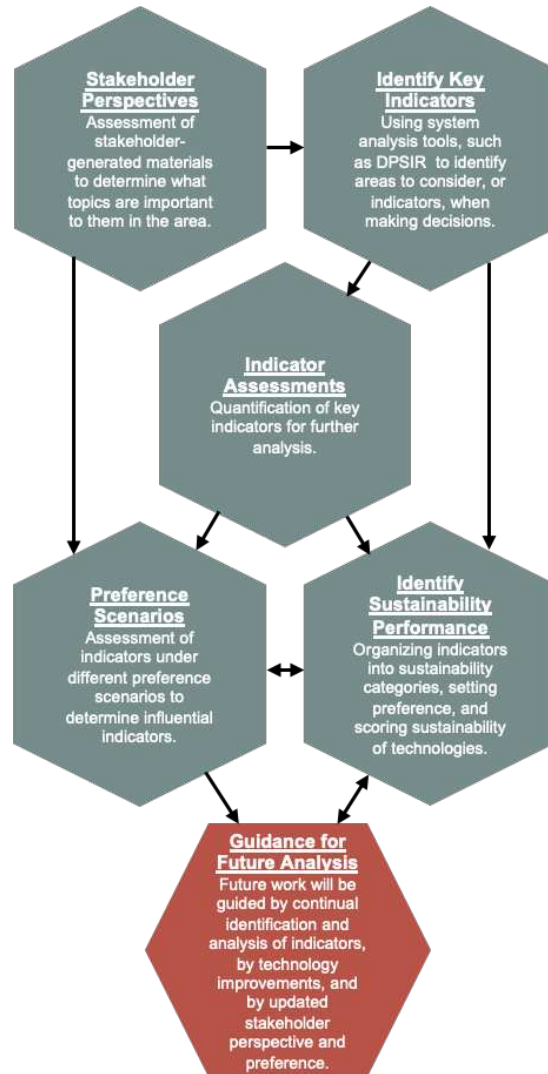 Stakeholder
Perspectives
Assessment of
stakeholder-
generated materials
to determine what
topics are important
to them in the area.
Identify Key
Indicators
Using system
analysis tools, such
as DPSIR to identify
areas to consider, or
indicators, when
making decisions.
Indicator
Assessments
Quantification of key
indicators for further
analysis.
Preference
Scenarios
Assessment of
indicators under
different preference
scenarios to
determine influential
indicators.
Identify
Sustainability
Performance
Organizing indicators
into sustainability
categories, setting
preference, and
scoring sustainability
of technologies.
Guidance for
Future Analysis
Future work will be
guided by continual
identification and
analysis of indicators,
by technology
improvements, and
by updated
stakeholder
perspective and
preference.